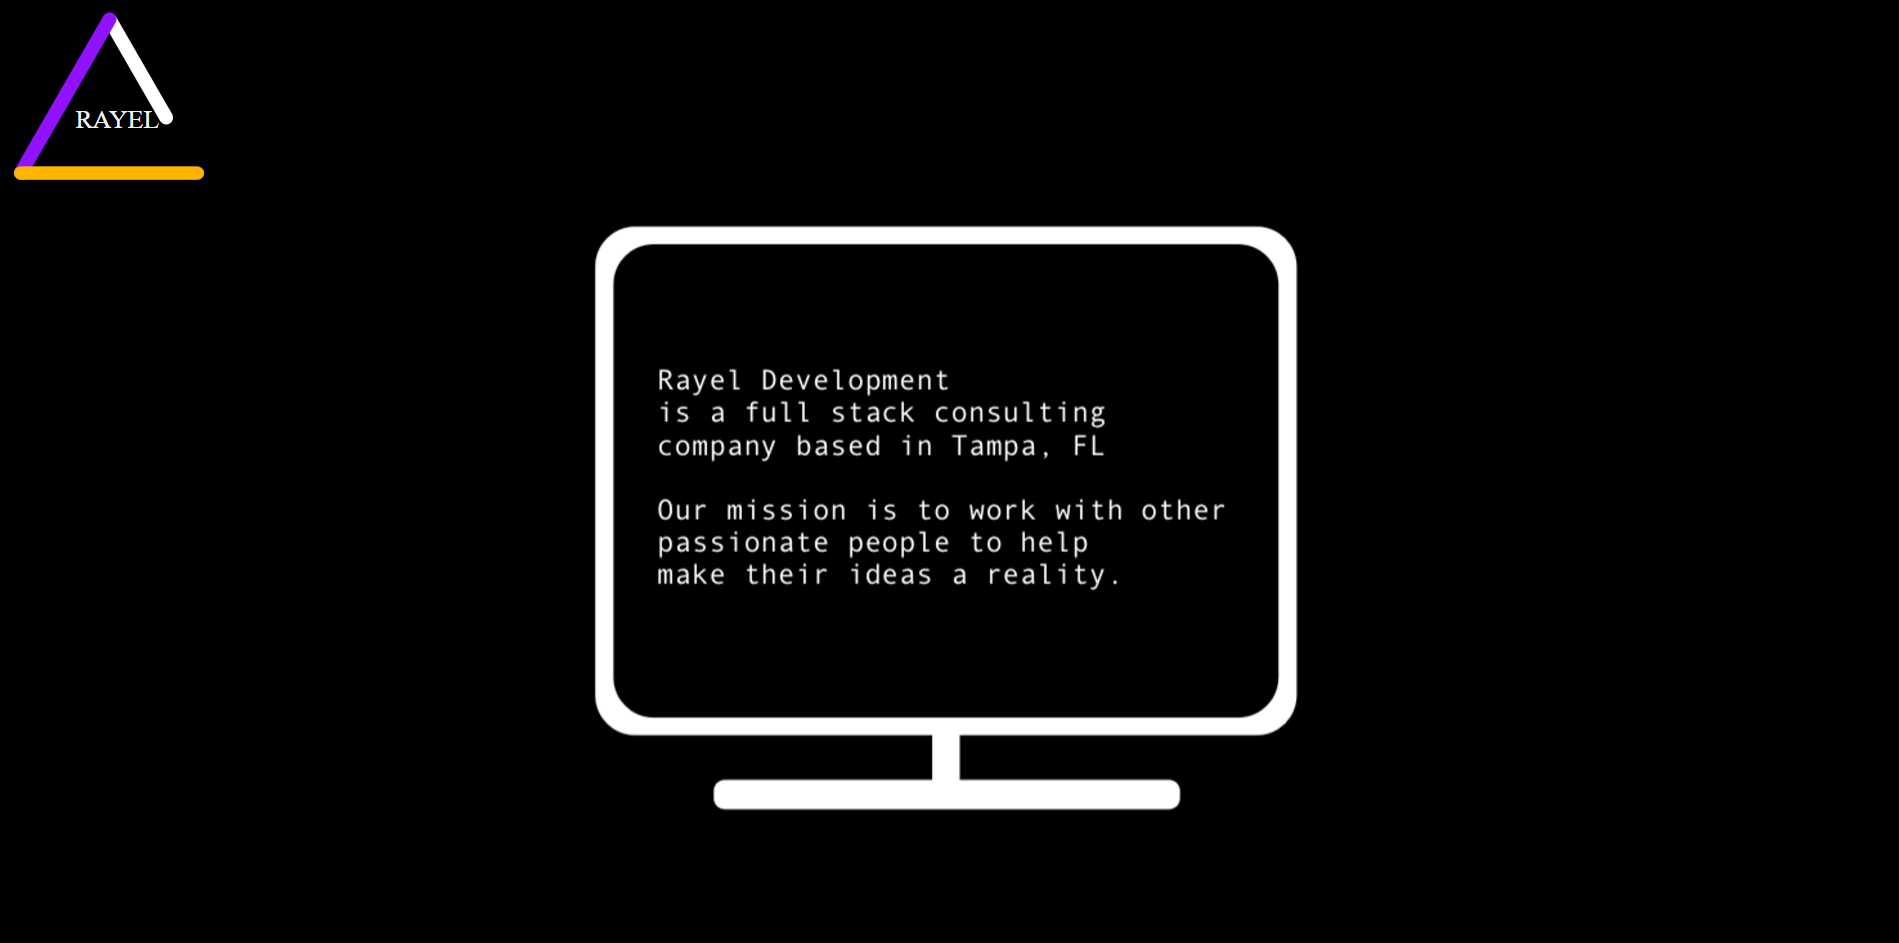 RAYEL
Rayel Development
is a full stack consulting
company based in Tampa, FL
Our mission is to work with other
passionate people to help
make their ideas a reality.